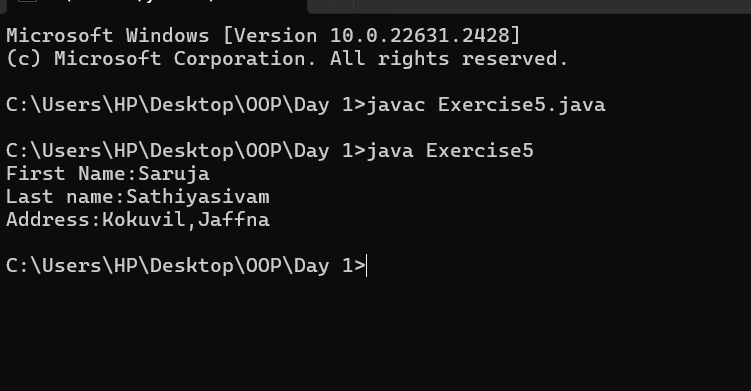 Microsoft Windows [Version 10.0.22631.2428]
(c) Microsoft Corporation. All rights reserved.
C:\Users\HP\Desktop\OOP\Day 1>javac Exercise5.java
C:\Users\HP\Desktop\OOP\Day 1>java Exercise5
First Name:Saruja
Last name:Sathiyasivam
Address:Kokuvil,Jaffna
C:\Users\HP\Desktop\OOP\Day 1>